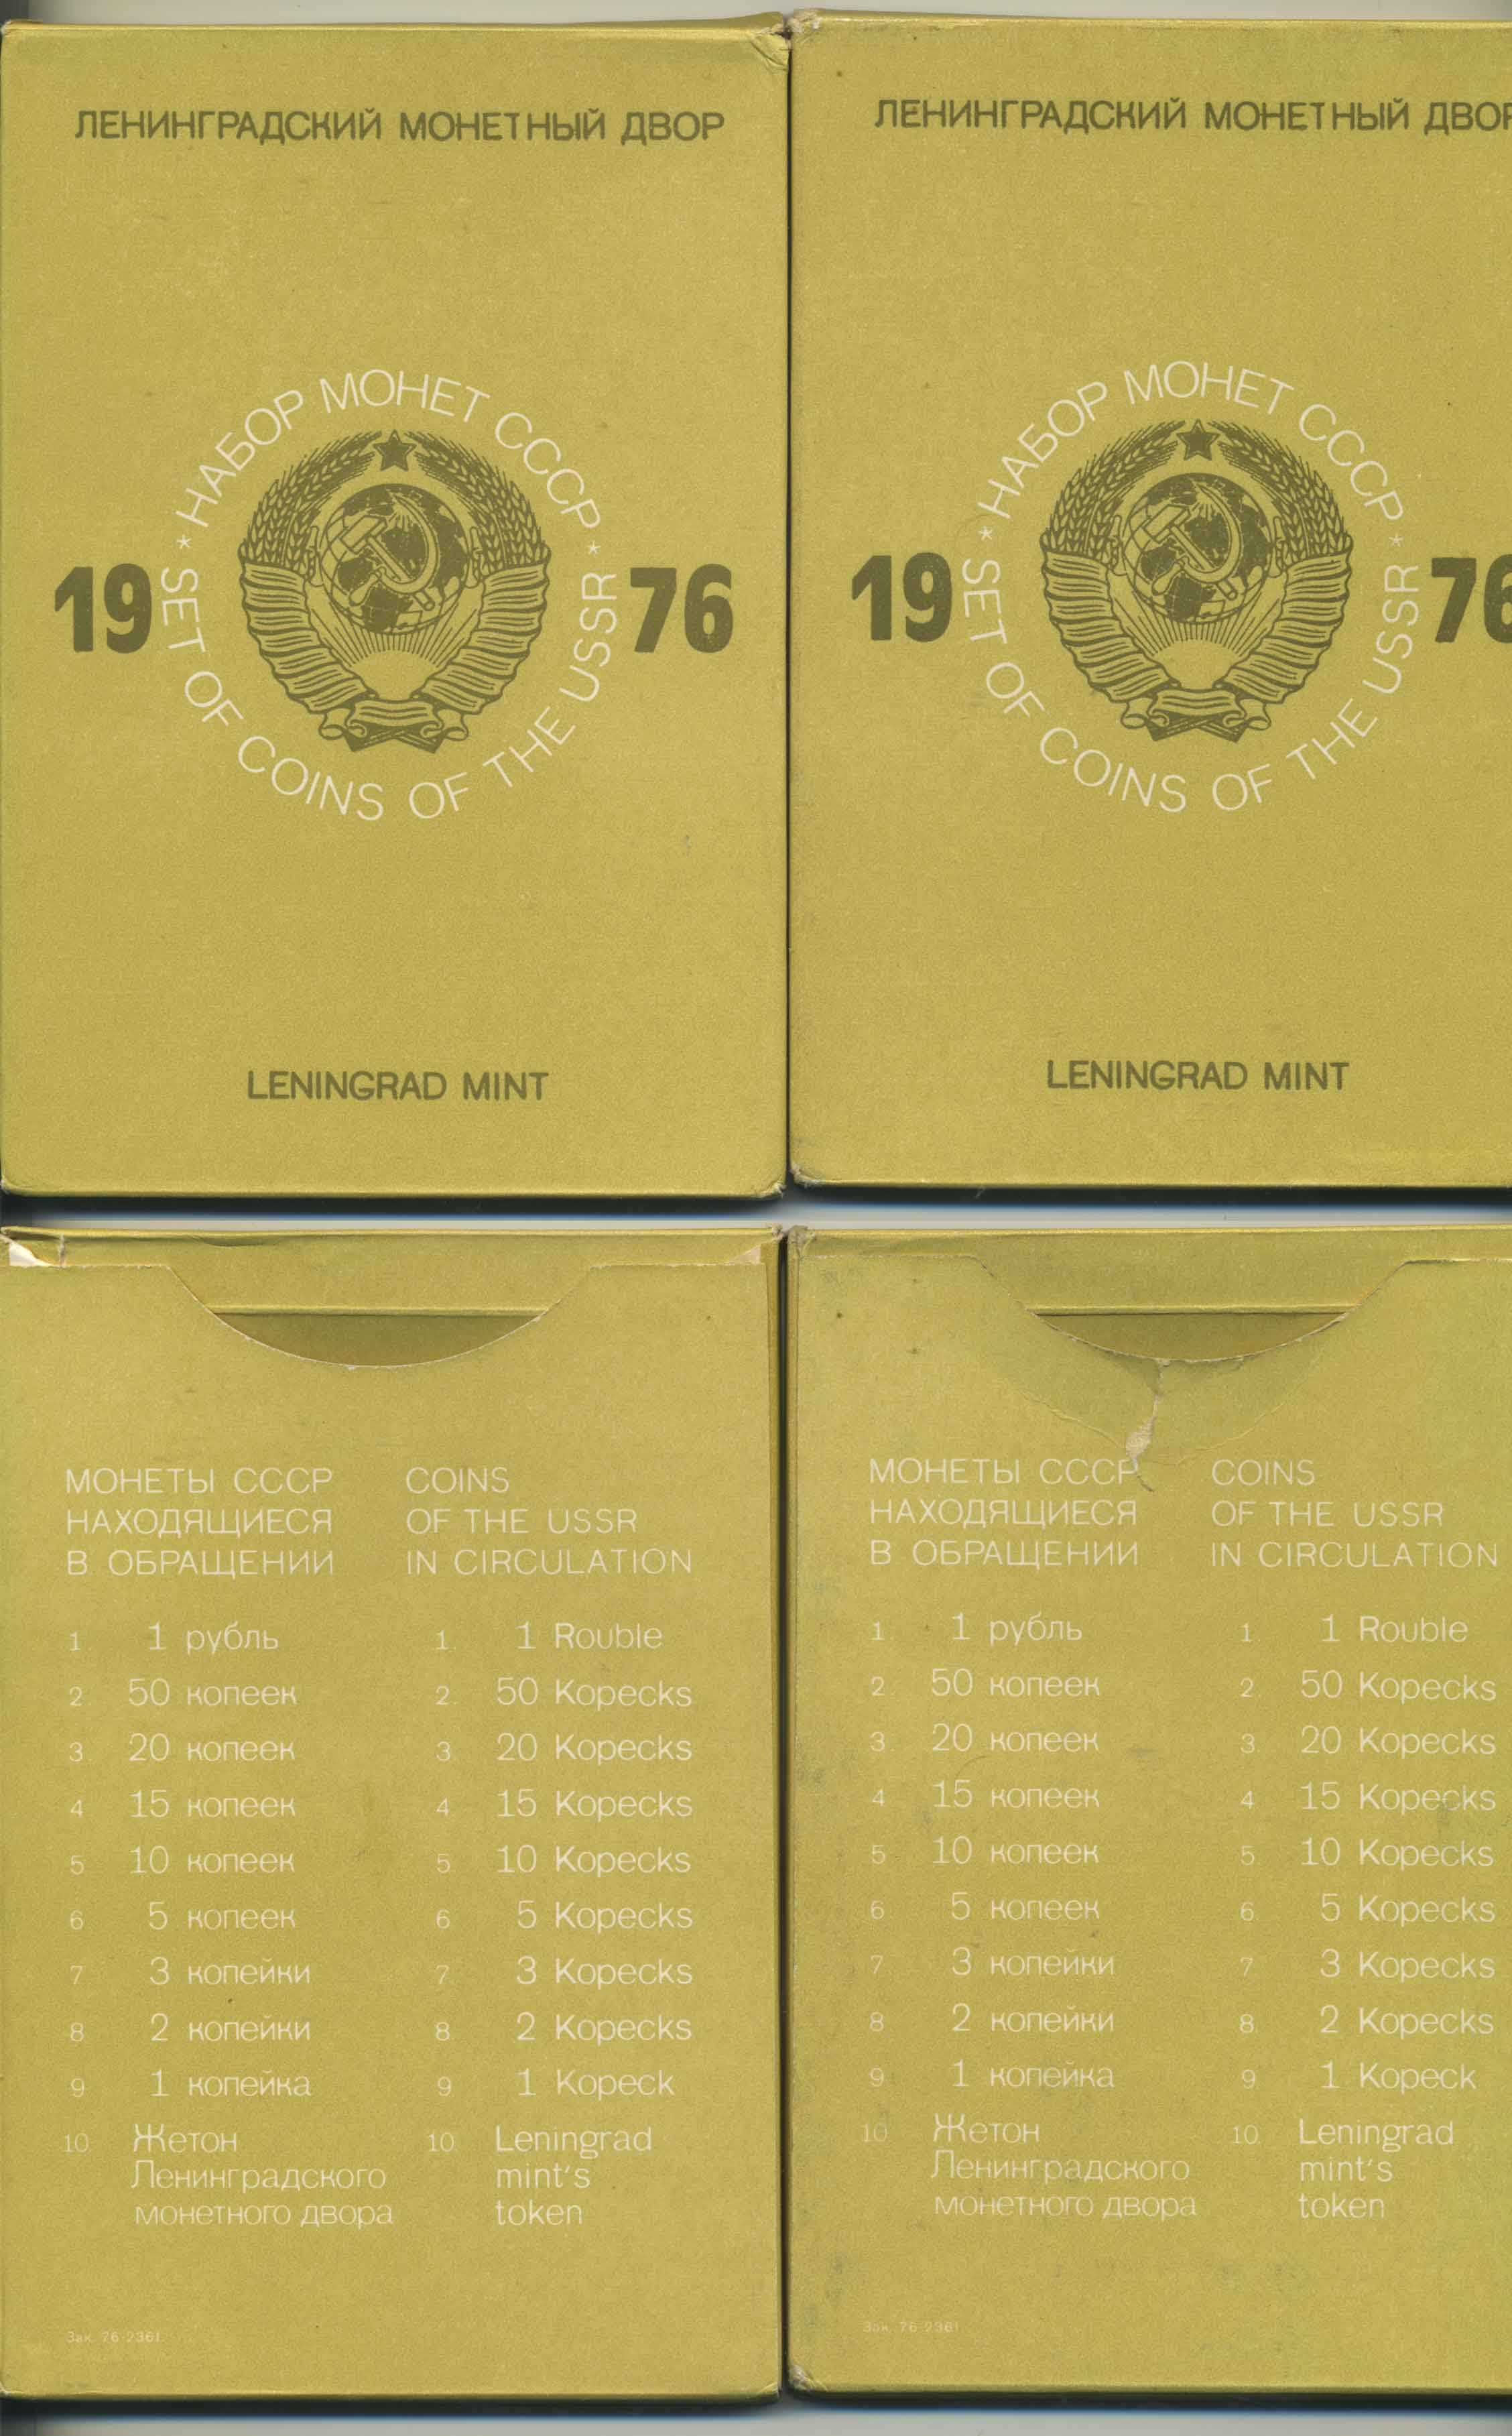 ЛЕНИНГРАДСКИЙ МОНЕТНЫЙ ДВОР
* НАБОР МОНЕТ СССР *
1976
SET OF COINS OF THE USSR
LENINGRAD MINT
ЛЕНИНГРАДСКИЙ МОНЕТНЫЙ ДВОР
* НАБОР МОНЕТ СССР *
1976
SET OF COINS OF THE USSR
LENINGRAD MINT
МОНЕТЫ СССР
НАХОДЯЩИЕСЯ
В ОБРАЩЕНИИ
1. 1 рубль
2 50 копеек
3. 20 копеек
4 15 копеек
5 10 копеек
6 5 копеек
7. 3 копейки
8 2 копейки
9 1 копейка
10. Жетон
Ленинградского
монетного двора
Зак. 76-2361
COINS
OF THE USSR
IN CIRCULATION
1. 1 Rouble
2. 50 Kopecks
3. 20 Kopecks
4. 15 Kopecks
5. 10 Kopecks
6 5 Kopecks
7. 3 Kopecks
8. 2 Kopecks
9 1 Kopeck
10. Leningrad
mint's
token
МОНЕТЫ СССР
НАХОДЯЩИЕСЯ
В ОБРАЩЕНИИ
1. 1 рубль
2. 50 копеек
3. 20 копеек
4 15 копеек
5 10 копеек
6 5 копеек
7 3 копейки
8 2 копейки
9. 1 копейка
10. Жетон
Ленинградского
монетного двора
Зак. 76-2361
COINS
OF THE USSR
IN CIRCULATION
1. 1 Rouble
2. 50 Kopecks
3. 20 Kopecks
4 15 Kopecks
5. 10 Kopecks
6. 5 Kopecks
7 3 Kopecks
8. 2 Kopecks
9. 1 Kopeck
10. Leningrad
mint's
token